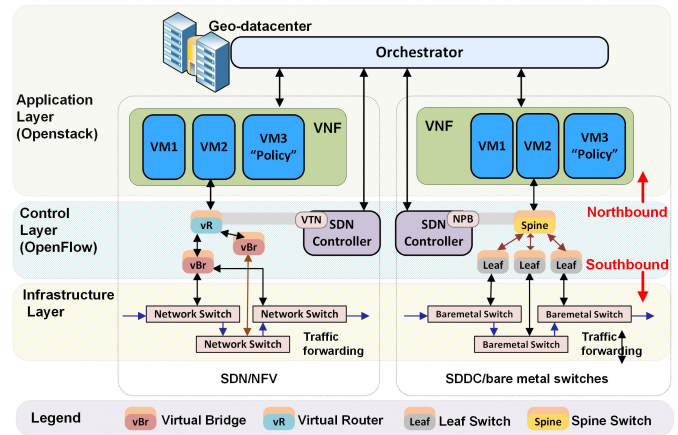 Geo-datacenter
Orchestrator
Application
Layer
(Openstack)
VNF
VM1
VM2
VM3
“Policy”
VNF
VM1
VM2
VM3
“Policy”
Northbound
Control
Layer
(OpenFlow)
vR
VTN
SDN
Controller
vBr
vBr
SDN
Controller
NPB
Spine
Leaf
Leaf
Leaf
Southbound
Infrastructure
Layer
Network Switch
Network Switch
Network Switch
Traffic
forwarding
Baremetal Switch
Baremetal Switch
Baremetal Switch
Traffic
forwarding
SDN/NFV
SDDC/bare metal switches
Legend
vBr
Virtual Bridge
vR
Virtual Router
Leaf
Leaf Switch
Spine
Spine Switch